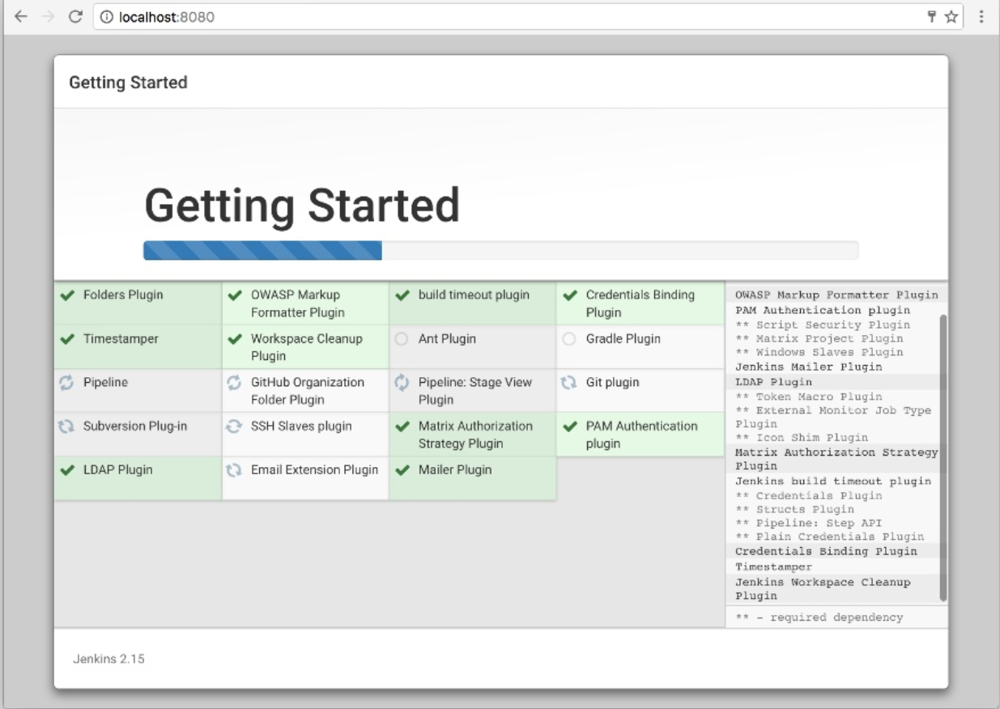 localhost:8080
Getting Started
Getting Started
Folders Plugin
OWASP Markup
Formatter Plugin
build timeout plugin
Credentials Binding
Plugin
Timestamper
Workspace Cleanup
Plugin
Ant Plugin
Gradle Plugin
Pipeline
GitHub Organization
Folder Plugin
Pipeline: Stage View
Plugin
Git plugin
Subversion Plug-in
SSH Slaves plugin
Matrix Authorization
Strategy Plugin
PAM Authentication
plugin
LDAP Plugin
Email Extension Plugin
Mailer Plugin
OWASP Markup Formatter Plugin
PAM Authentication plugin
** Script Security Plugin
** Matrix Project Plugin
** Windows Slaves Plugin
Jenkins Mailer Plugin
LDAP Plugin
** Token Macro Plugin
** External Monitor Job Type
Plugin
** Icon Shim Plugin
Matrix Authorization Strategy
Plugin
Jenkins build timeout plugin
** Credentials Plugin
** Structs Plugin
** Pipeline: Step API
** Plain Credentials Plugin
Credentials Binding Plugin
Timestamper
Jenkins Workspace Cleanup
Plugin
** - required dependency
Jenkins 2.15